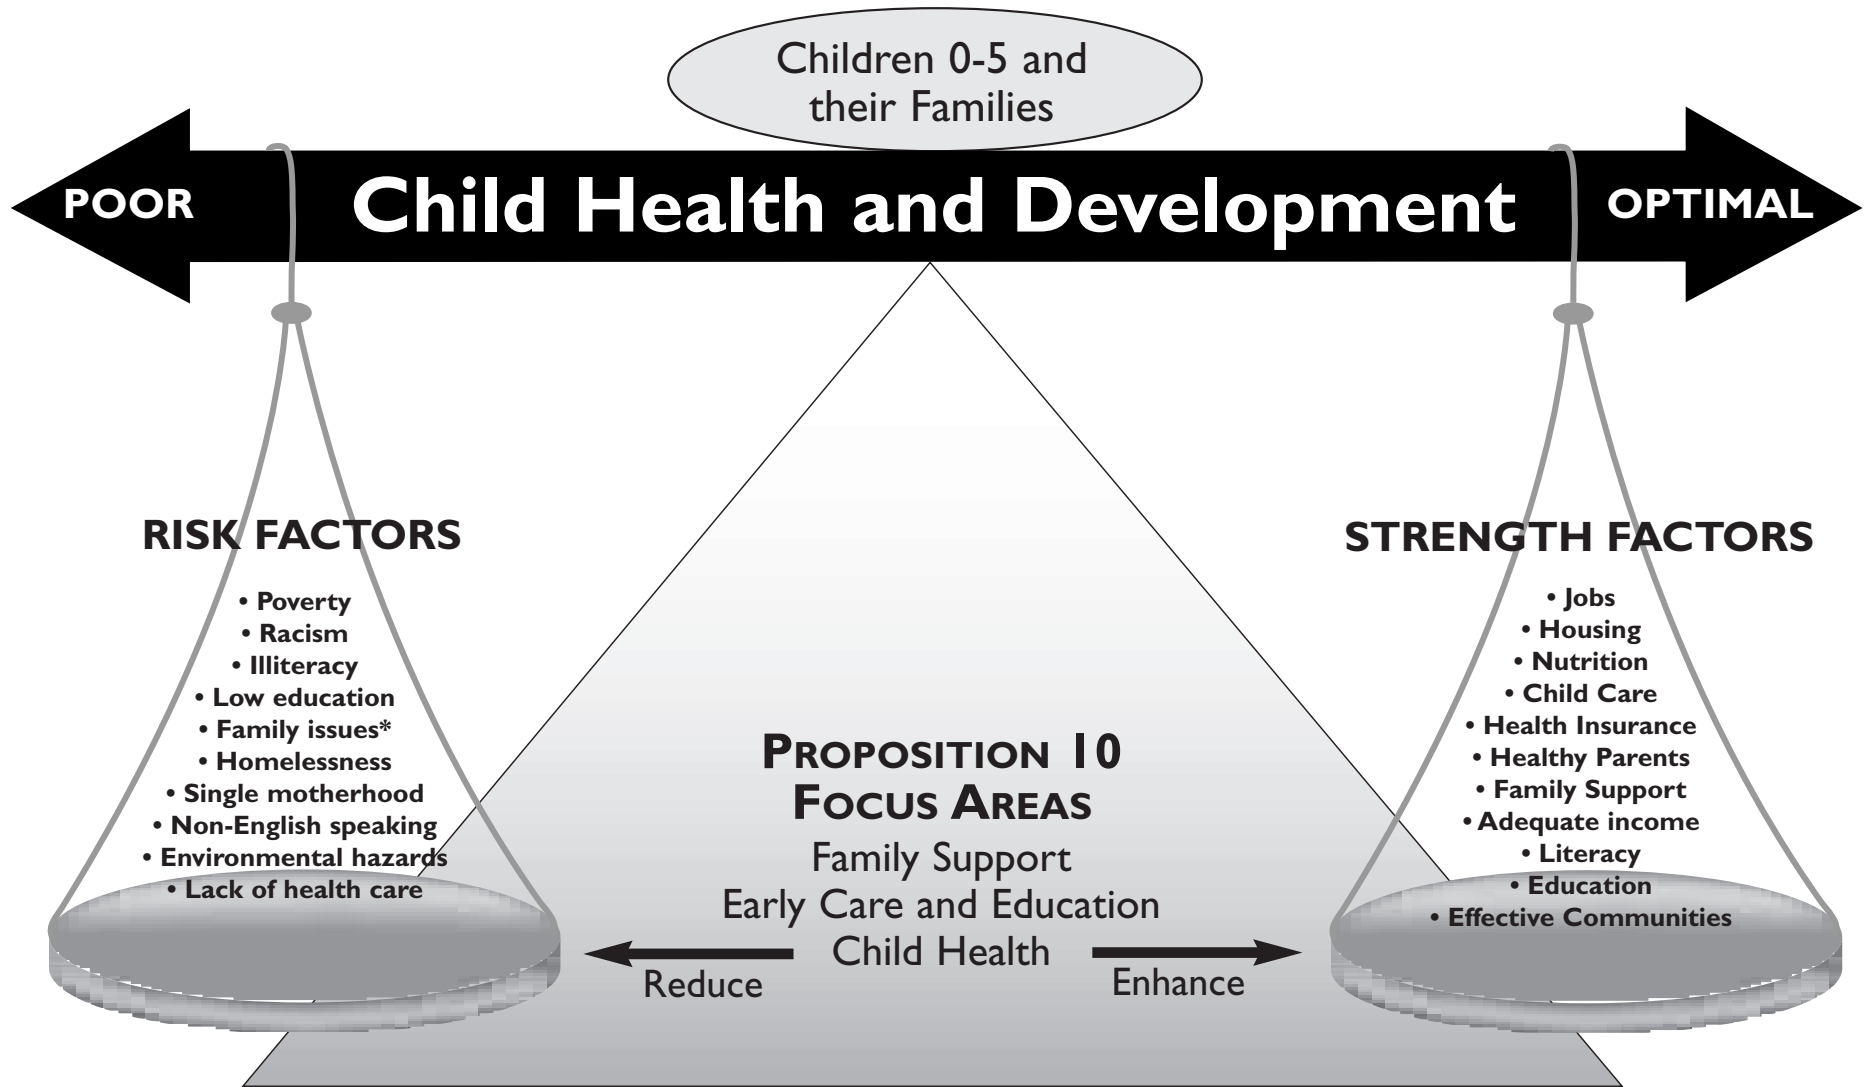 Children 0-5 and
their Families
POOR
Child Health and Development
OPTIMAL
RISK FACTORS
• Poverty
• Racism
• Illiteracy
• Low education
• Family issues*
• Homelessness
• Single motherhood
• Non-English speaking
• Environmental hazards
• Lack of health care
PROPOSITION 10
FOCUS AREAS
Family Support
Early Care and Education
Child Health
Reduce
Enhance
STRENGTH FACTORS
• Jobs
• Housing
• Nutrition
• Child Care
• Health Insurance
• Healthy Parents
• Family Support
• Adequate income
• Literacy
• Education
• Effective Communities